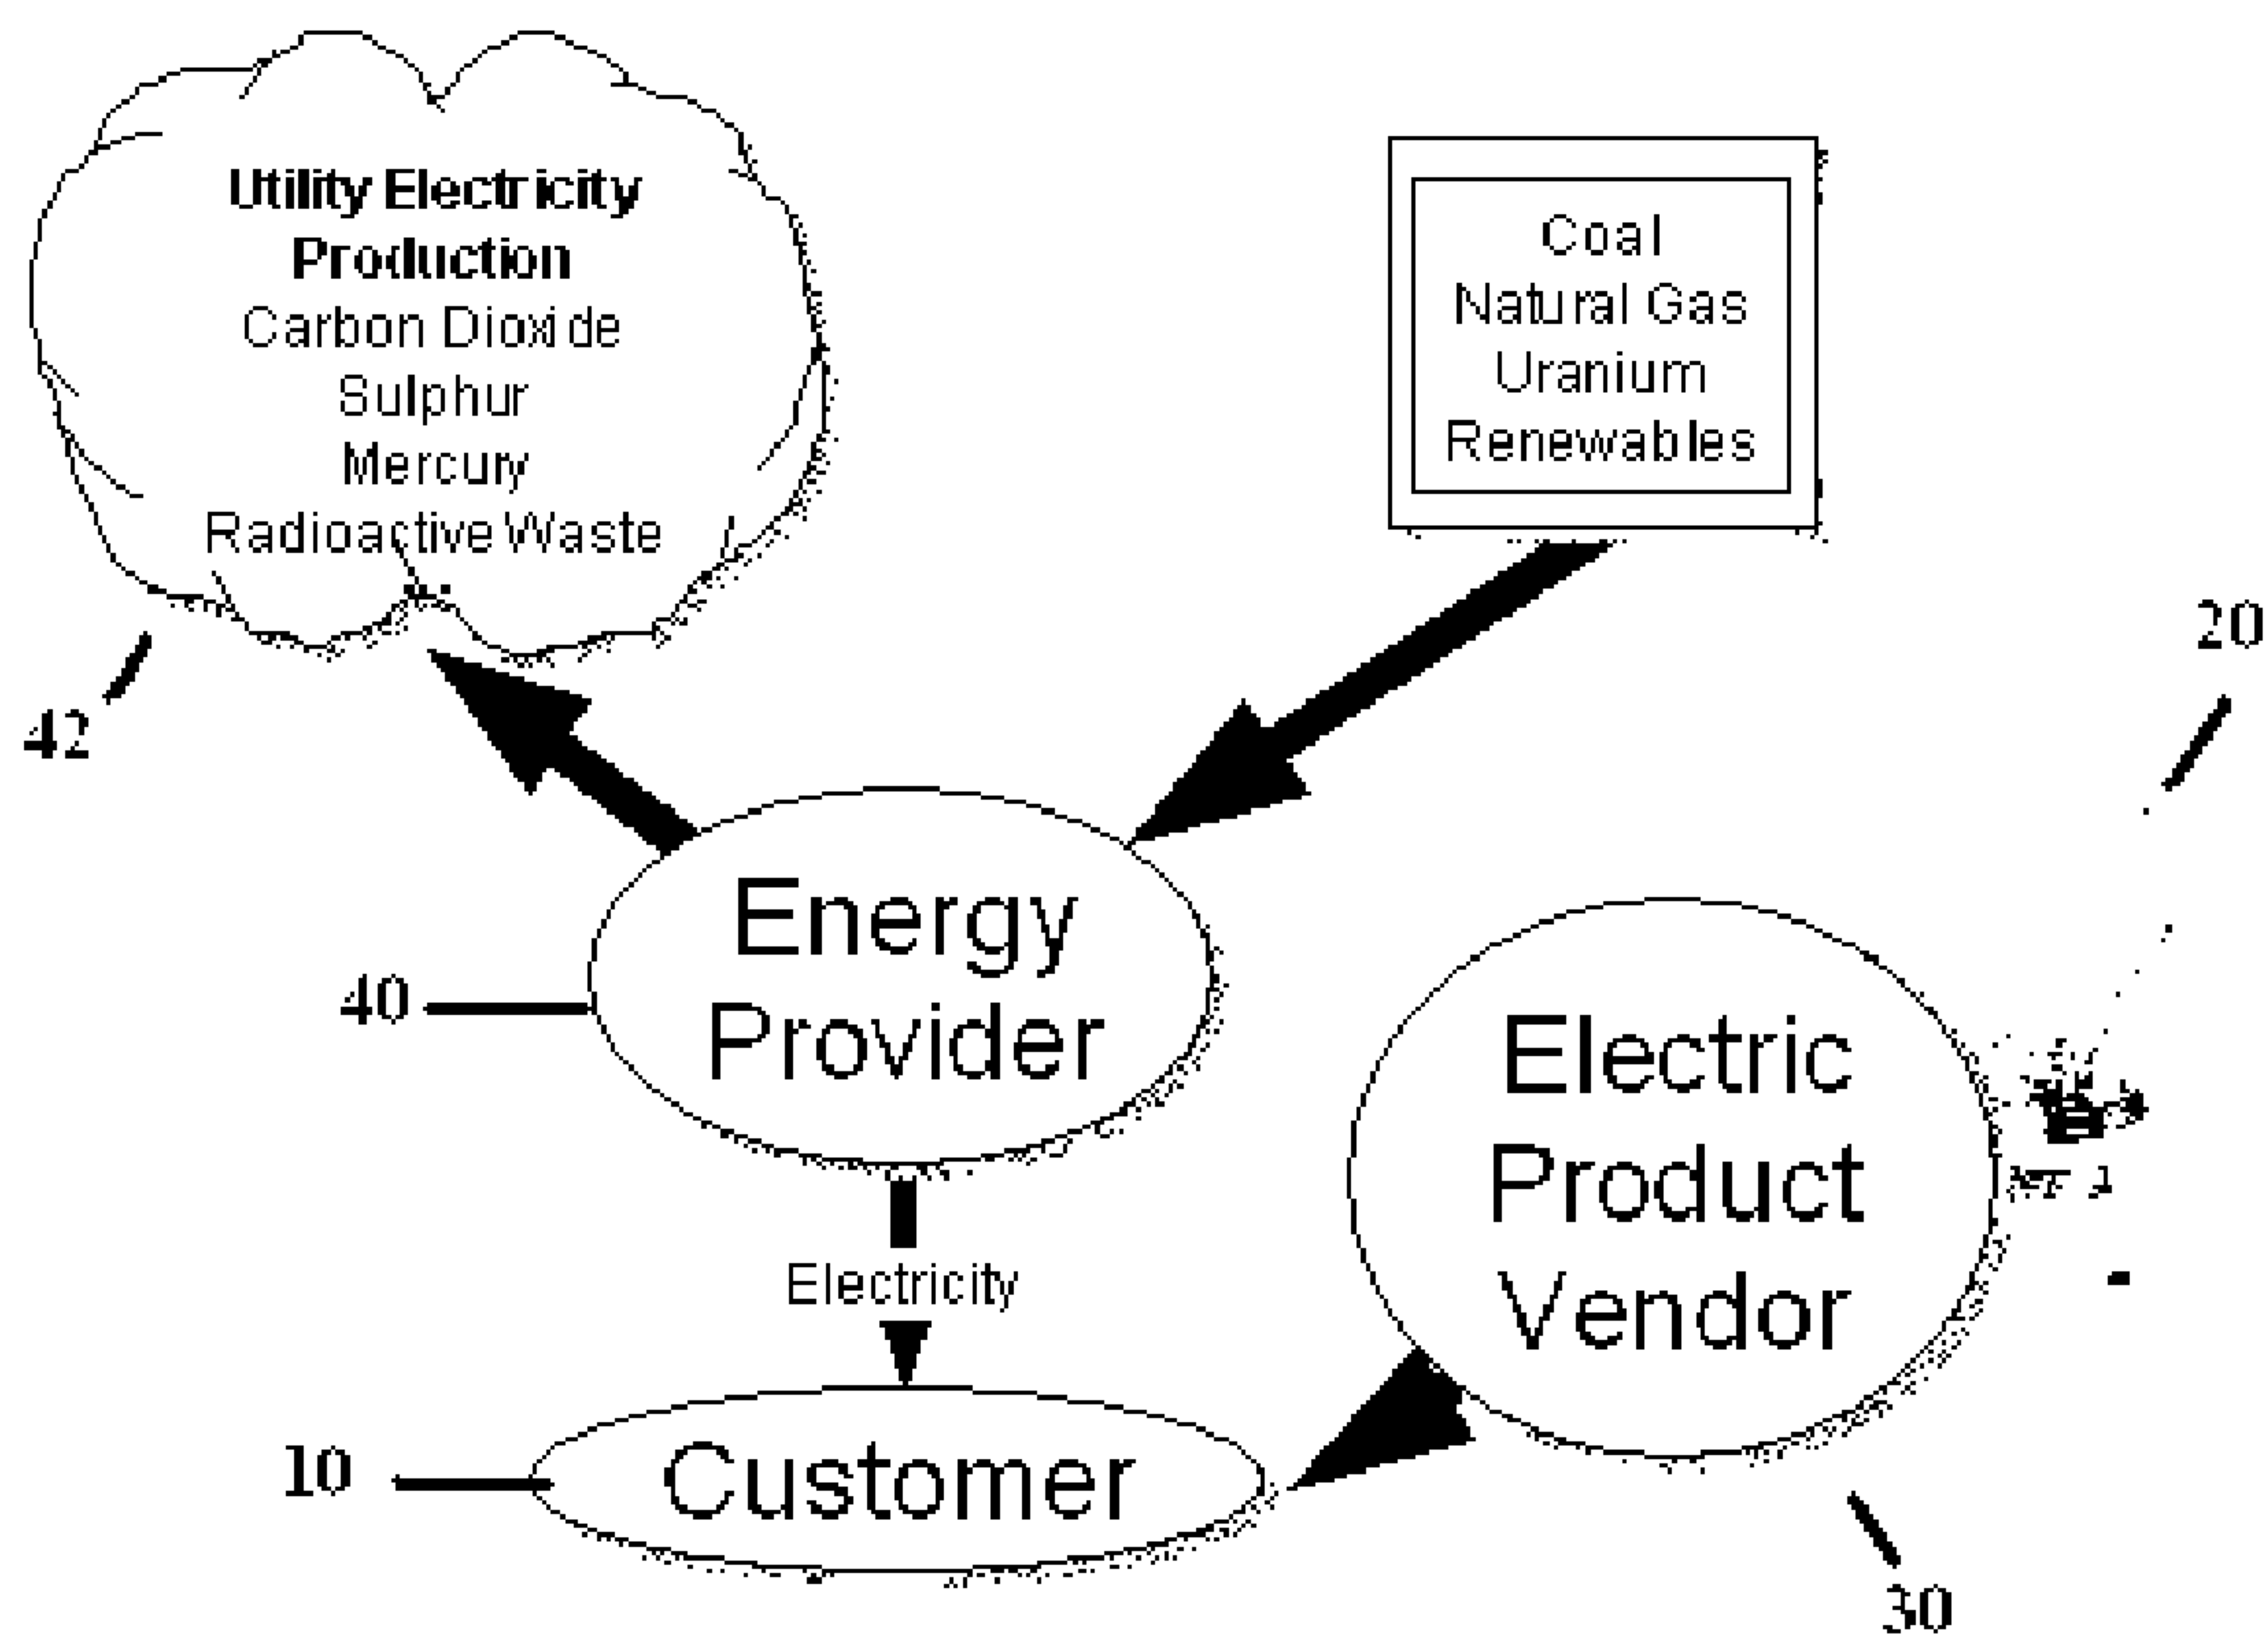 Utility Electricity
Production
Carbon Dioxide
Sulphur
Mercury
Radioactive Waste
Coal
Natural Gas
Uranium
Renewables
20
42
Energy
Provider
40
Electric
Product
Vendor
Electricity
10
Customer
30